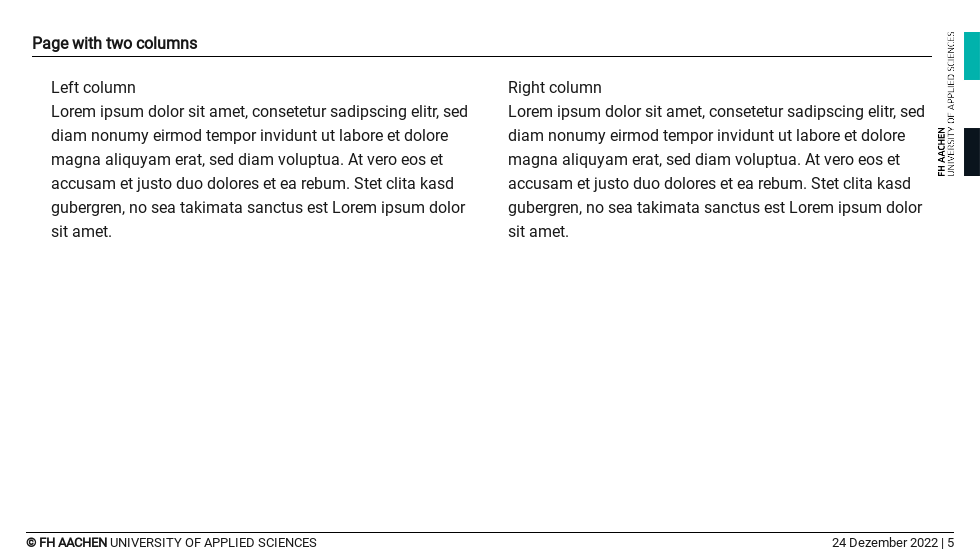 Page with two columns
Left column
Lorem ipsum dolor sit amet, consetetur sadipscing elitr, sed
diam nonumy eirmod tempor invidunt ut labore et dolore
magna aliquyam erat, sed diam voluptua. At vero eos et
accusam et justo duo dolores et ea rebum. Stet clita kasd
gubergren, no sea takimata sanctus est Lorem ipsum dolor
sit amet.
Right column
Lorem ipsum dolor sit amet, consetetur sadipscing elitr, sed
diam nonumy eirmod tempor invidunt ut labore et dolore
magna aliquyam erat, sed diam voluptua. At vero eos et
accusam et justo duo dolores et ea rebum. Stet clita kasd
gubergren, no sea takimata sanctus est Lorem ipsum dolor
sit amet.
FH AACHEN
UNIVERSITY OF APPLIED SCIENCES
© FH AACHEN UNIVERSITY OF APPLIED SCIENCES
24 Dezember 2022 | 5